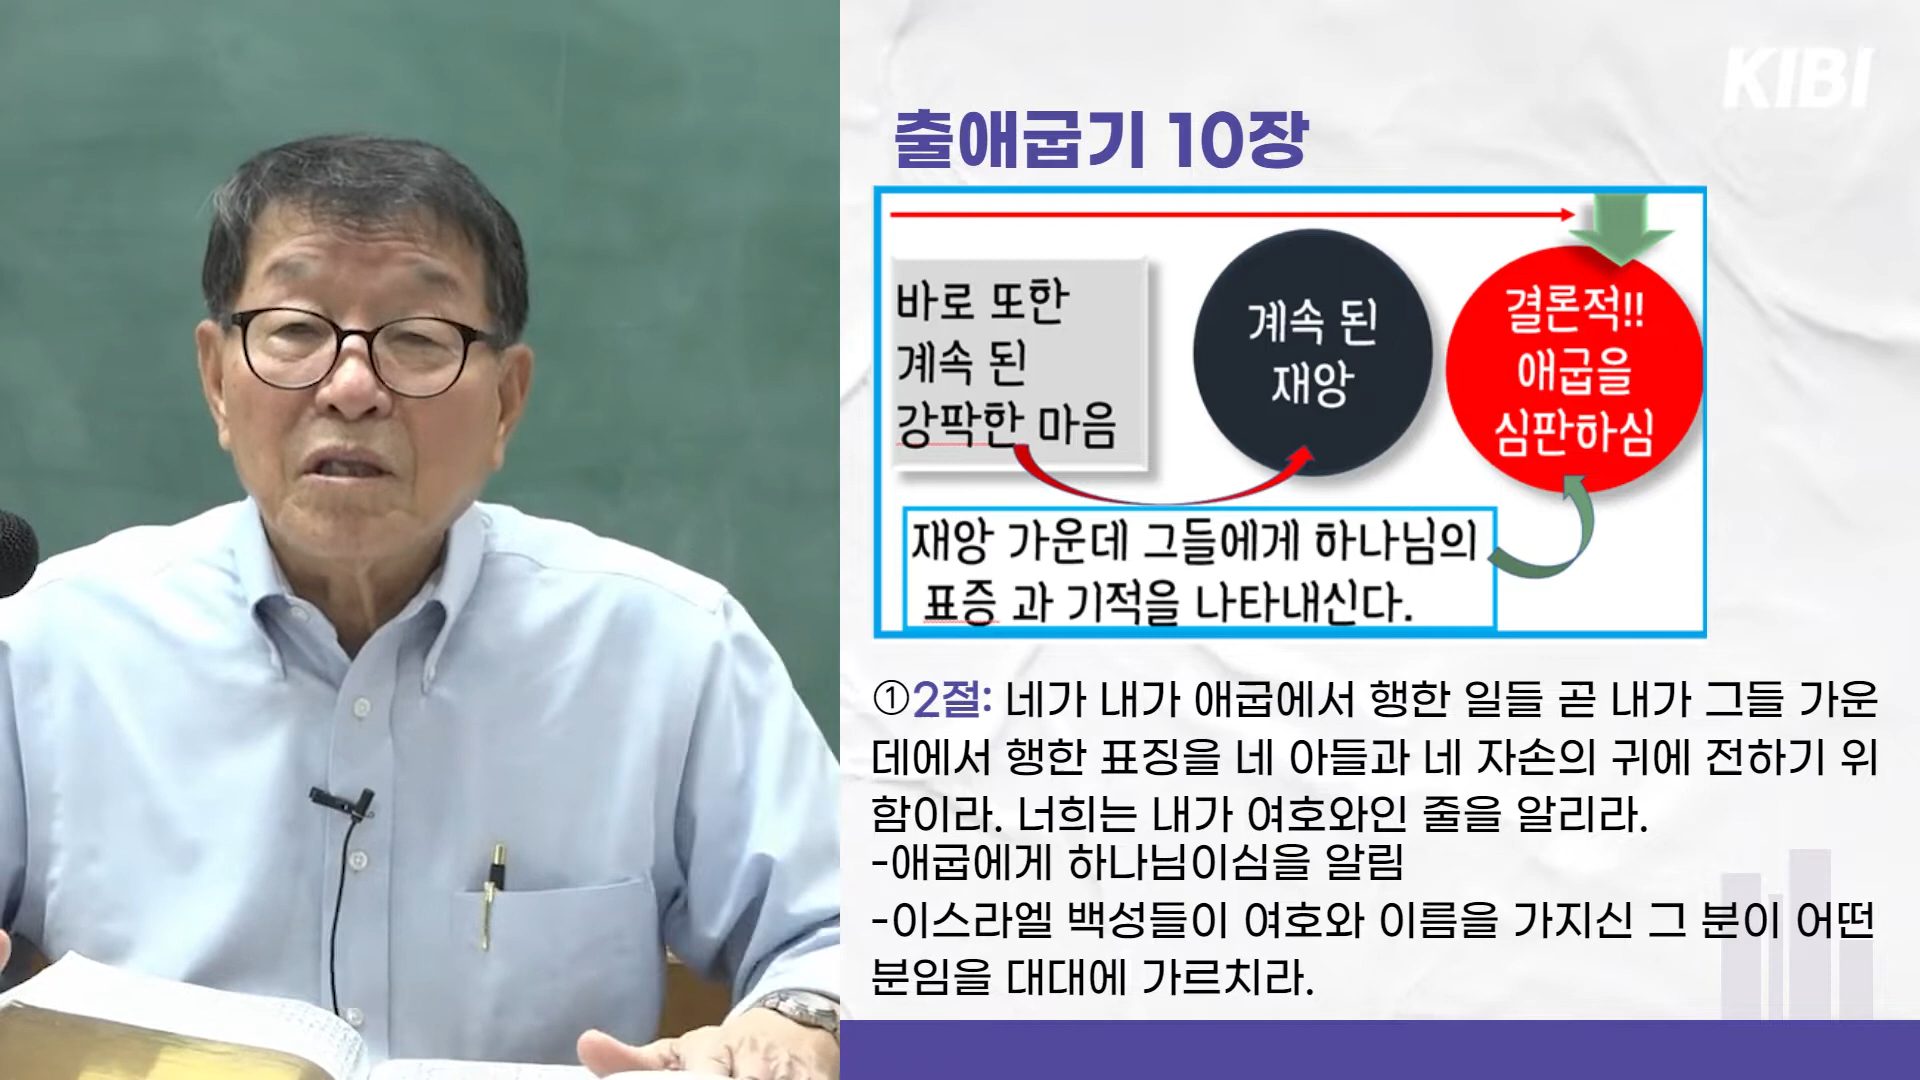 KIBI
출애굽기 10장
바로 또한
계속 된
강팍한 마음
계속 된
재앙
결론적!!
애굽을
심판하심
재앙 가운데 그들에게 하나님의
표증 과 기적을 나타내신다.
①2절: 네가 내가 애굽에서 행한 일들 곧 내가 그들 가운
데에서 행한 표징을 네 아들과 네 자손의 귀에 전하기 위
함이라. 너희는 내가 여호와인 줄을 알리라.
-애굽에게 하나님이심을 알림
-이스라엘 백성들이 여호와 이름을 가지신 그 분이 어떤
분임을 대대에 가르치라.